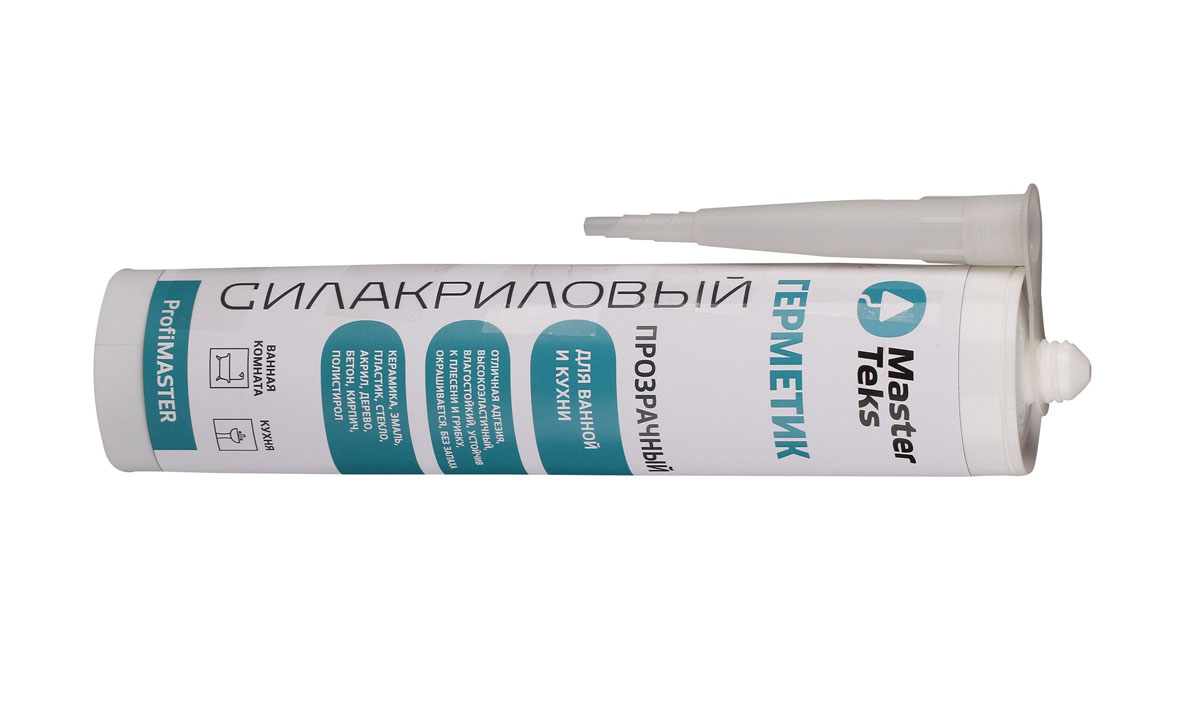 Master
Teks
ГЕРМЕТИК
СИЛАКРИЛОВЫЙ
ПРОЗРАЧНЫЙ
ДЛЯ ВАННОЙ
И КУХНИ
ОТЛИЧНАЯ АДГЕЗИЯ,
ВЫСОКОЭЛАСТИЧНЫЙ,
ВЛАГОСТОЙКИЙ, УСТОЙЧИВ
К ПЛЕСЕНИ И ГРИБКУ,
ОКРАШИВАЕТСЯ, БЕЗ ЗАПАХА
КЕРАМИКА, ЭМАЛЬ,
ПЛАСТИК, СТЕКЛО,
АКРИЛ, ДЕРЕВО,
БЕТОН, КИРПИЧ,
ПОЛИСТИРОЛ
ВАННАЯ
КОМНАТА
КУХНЯ
ProfiMASTER